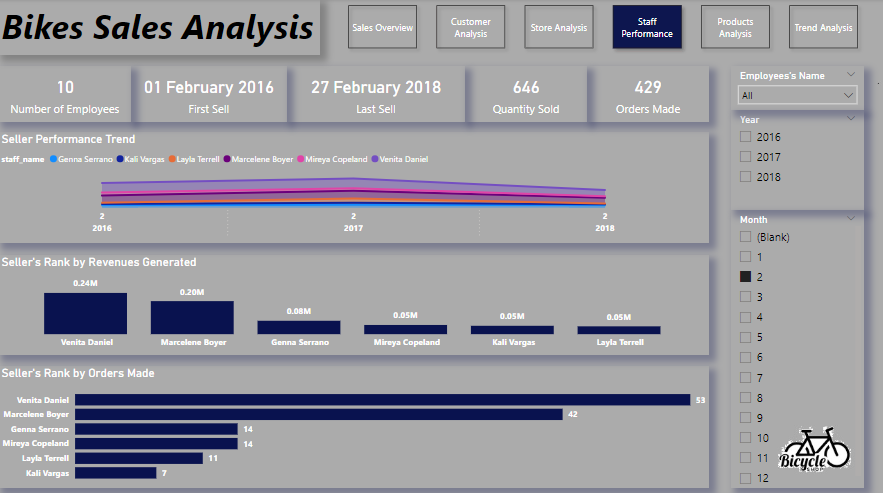 Bikes Sales Analysis
Sales Overview
Customer
Analysis
Store Analysis
Staff
Performance
Products
Analysis
Trend Analysis
10
Number of Employees
01 February 2016
First Sell
27 February 2018
Last Sell
646
Quantity Sold
429
Orders Made
Employees's Name
All
Year
2016
2017
2018
Seller Performance Trend
staff_name Genna Serrano Kali Vargas Layla Terrell Marcelene Boyer Mireya Copeland Venita Daniel
2 2 2
2016 2017 2018
Month
(Blank)
1
2
3
4
5
6
7
8
9
10
11
12
Seller's Rank by Revenues Generated
0.24M 0.20M 0.08M 0.05M 0.05M 0.05M
Venita Daniel Marcelene Boyer Genna Serrano Mireya Copeland Kali Vargas Layla Terrell
Seller's Rank by Orders Made
Venita Daniel 53
Marcelene Boyer 42
Genna Serrano 14
Mireya Copeland 14
Layla Terrell 11
Kali Vargas 7
Bicycle
SHOP